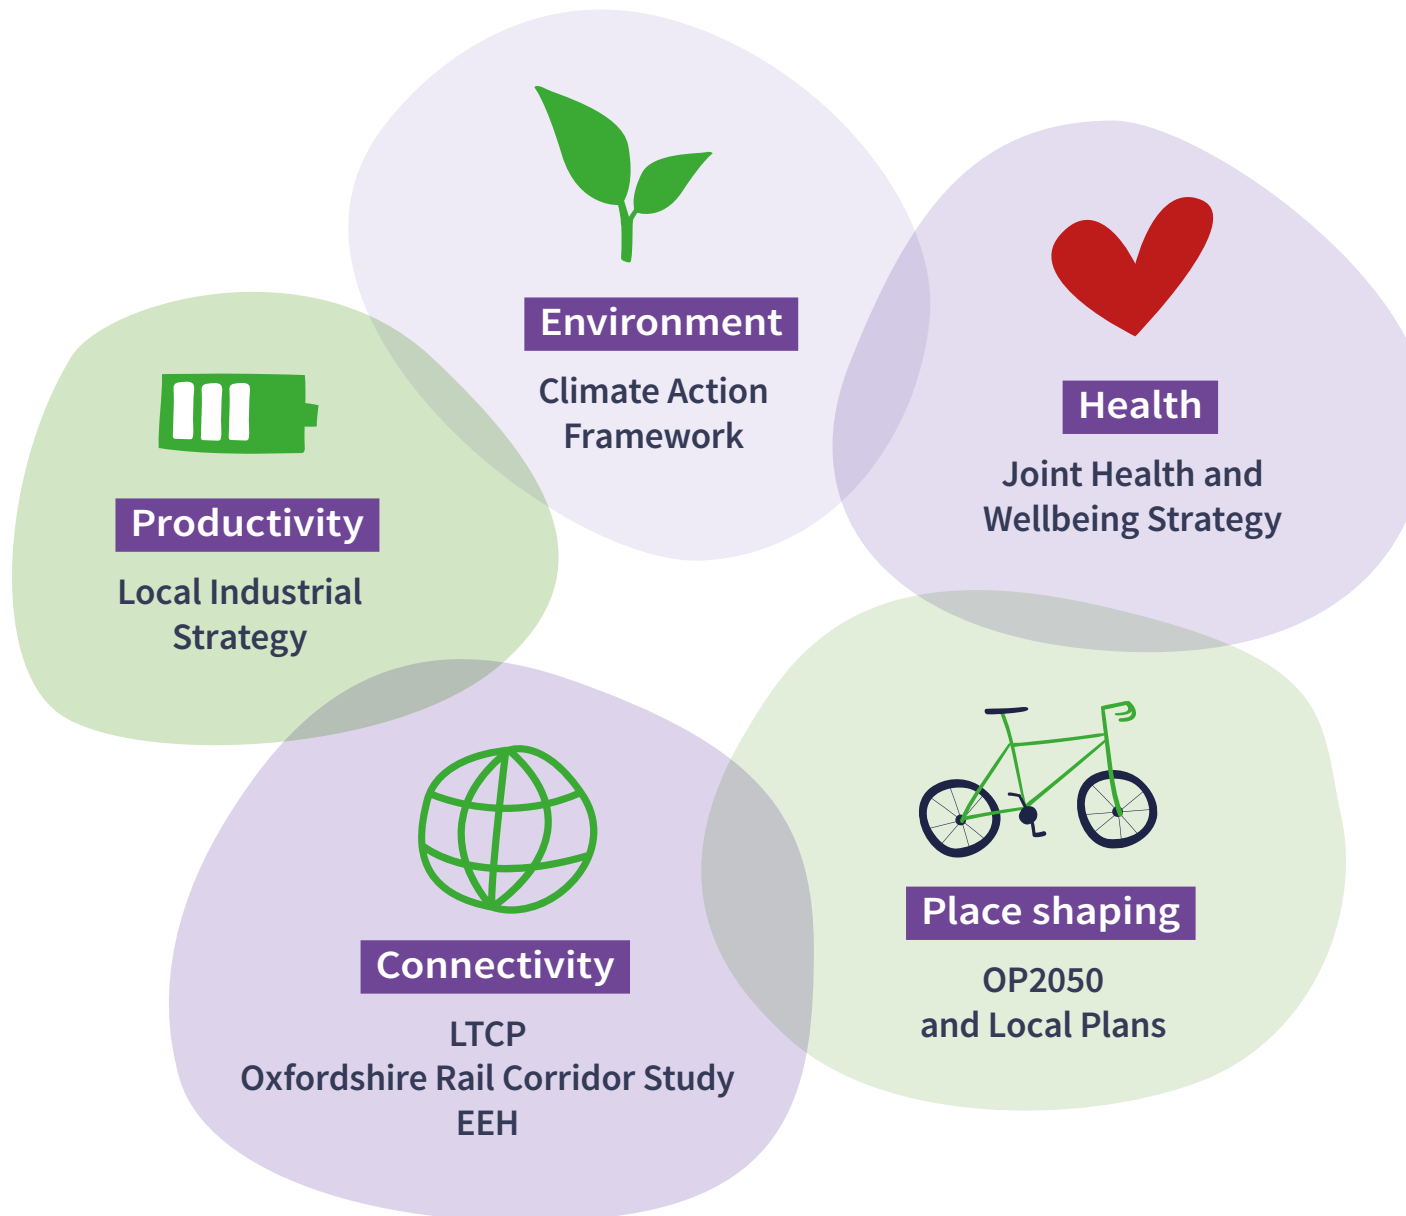 Environment
Climate Action
Framework
Health
Joint Health and
Wellbeing Strategy
Productivity
Local Industrial
Strategy
Place shaping
OP2050
and Local Plans
Connectivity
LTCP
Oxfordshire Rail Corridor Study
EEH